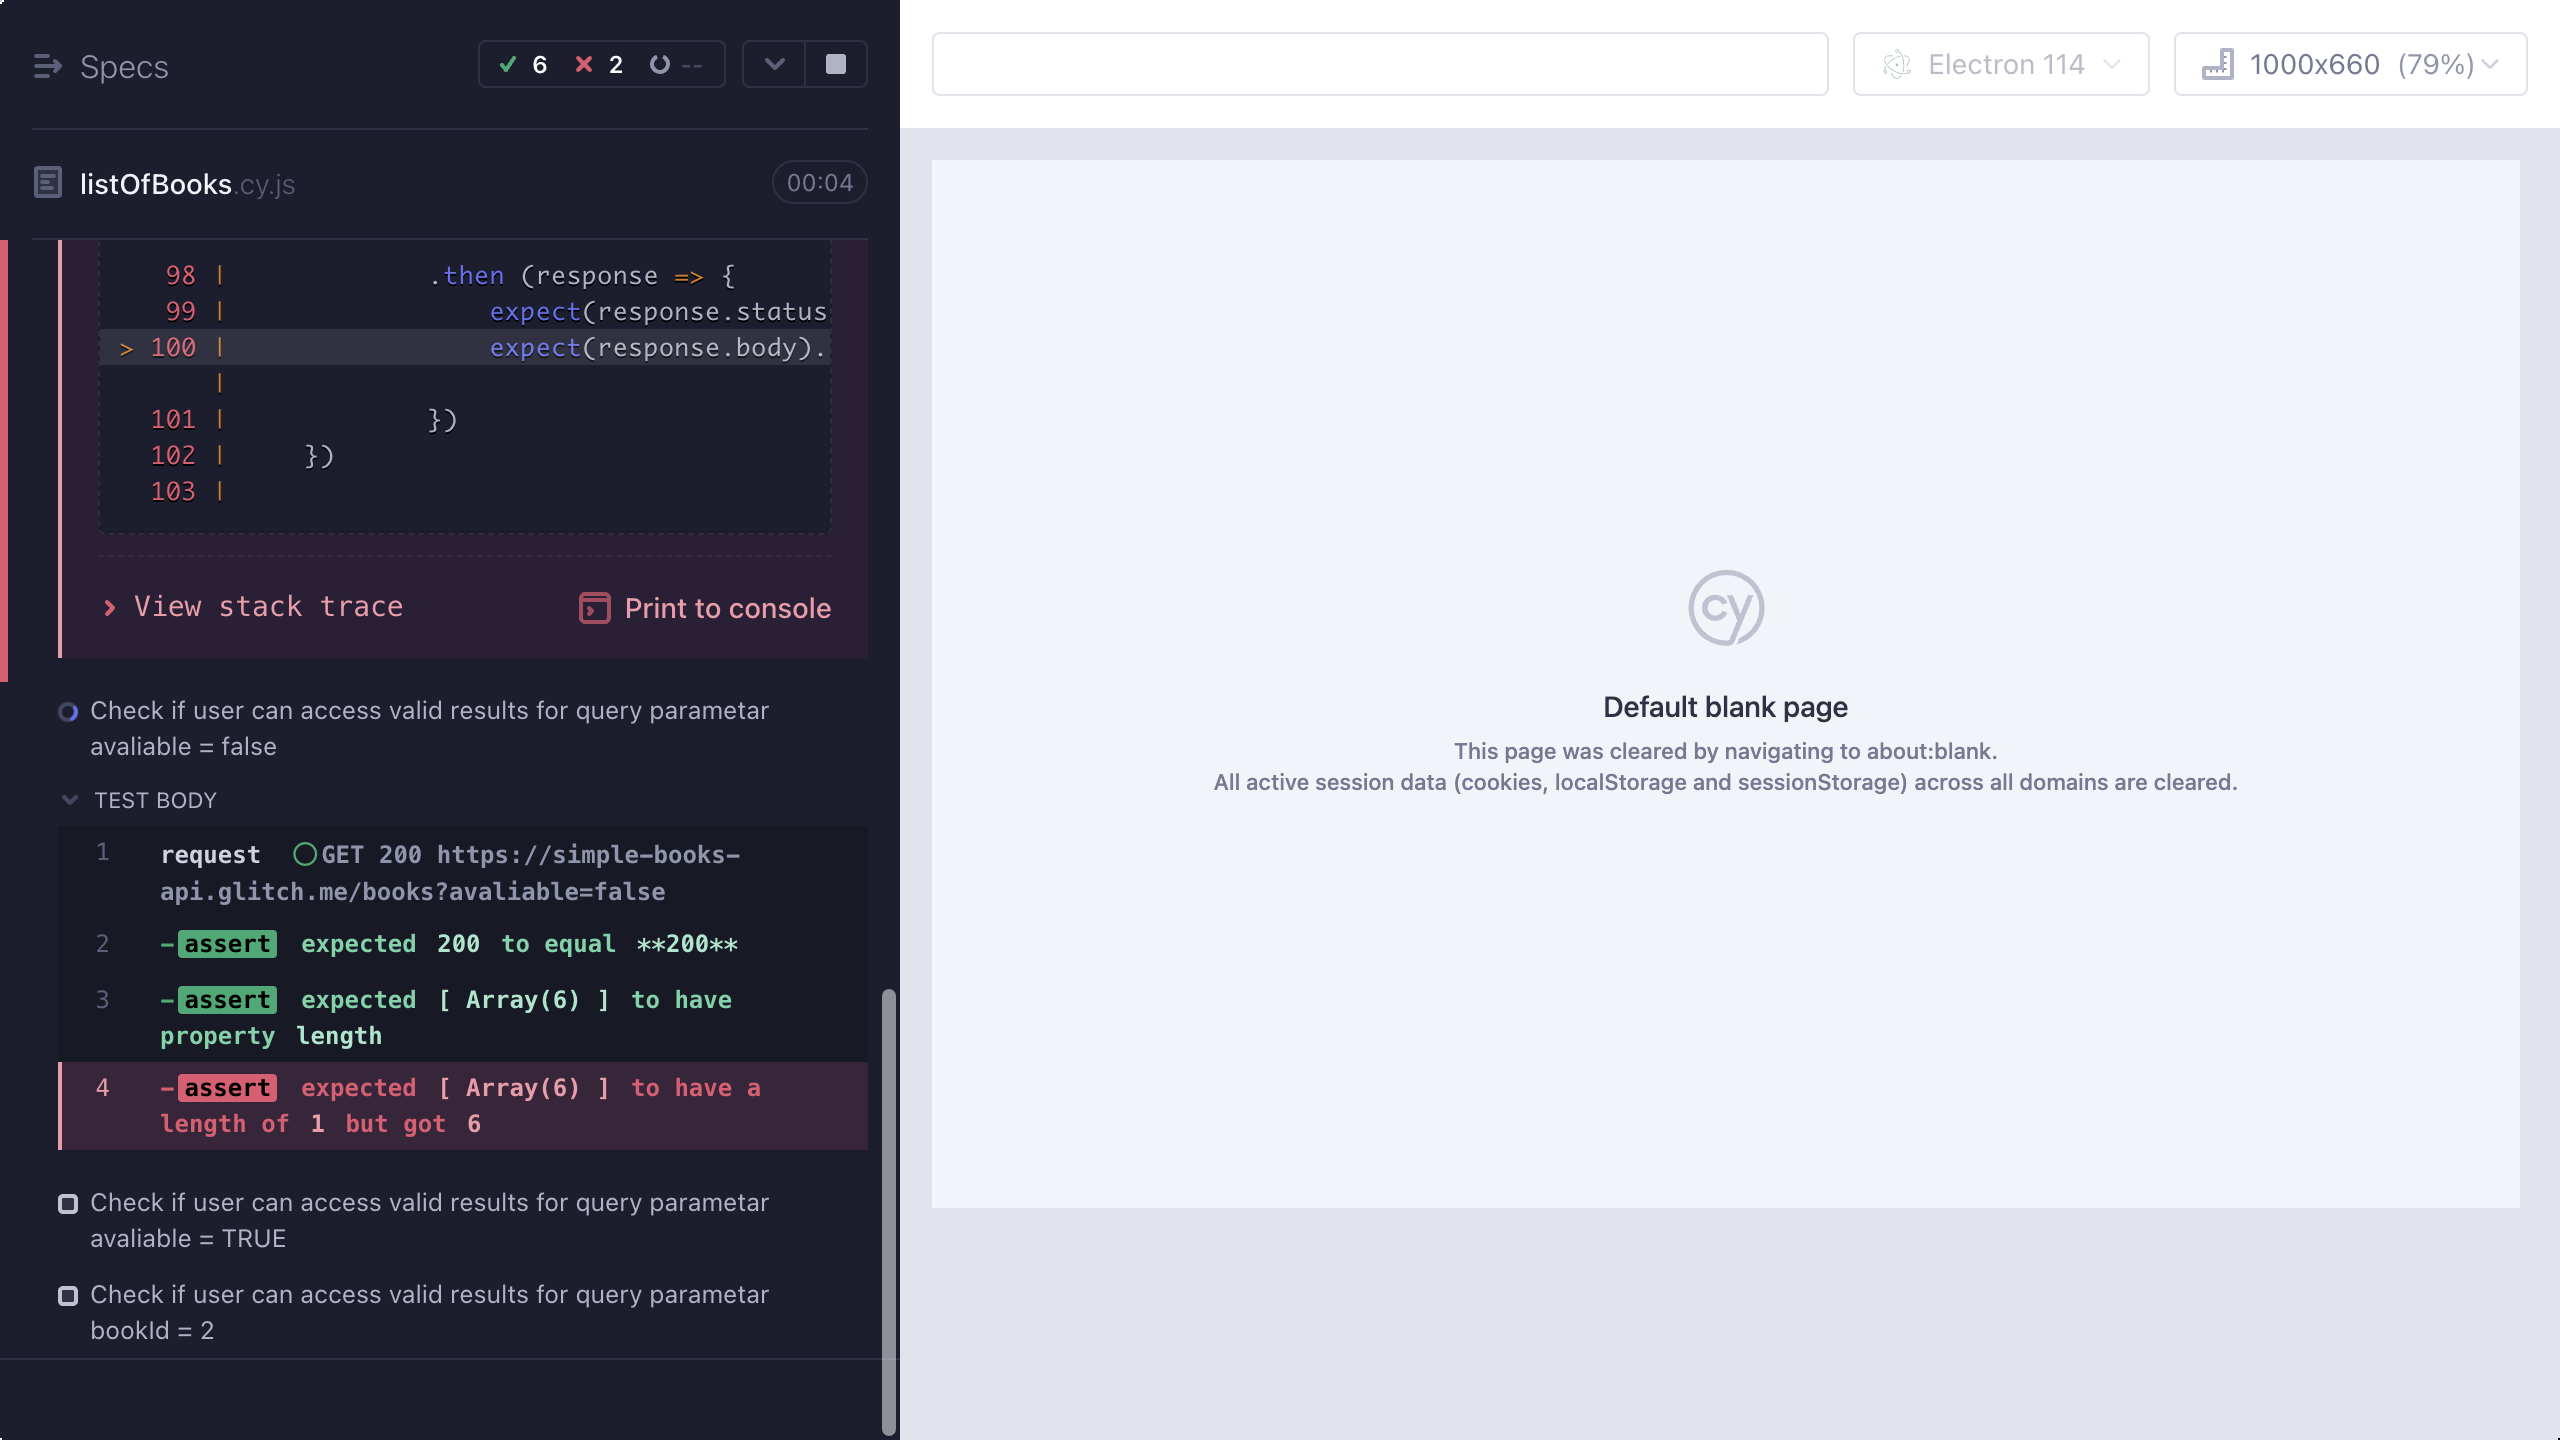 Specs
6 2 --
listOfBooks.cy.js
00:04
98 | .then (response => {
99 | expect(response.status
> 100 | expect(response.body).
|
101 | })
102 | })
103 |
View stack trace
Print to console
Check if user can access valid results for query parametar
avaliable = false
TEST BODY
1 request GET 200 https://simple-books-
api.glitch.me/books?avaliable=false
2 -assert expected 200 to equal **200**
3 -assert expected [ Array(6) ] to have
property length
4 -assert expected [ Array(6) ] to have a
length of 1 but got 6
Check if user can access valid results for query parametar
avaliable = TRUE
Check if user can access valid results for query parametar
bookId = 2
Electron 114
1000x660 (79%)
cy
Default blank page
This page was cleared by navigating to about:blank.
All active session data (cookies, localStorage and sessionStorage) across all domains are cleared.